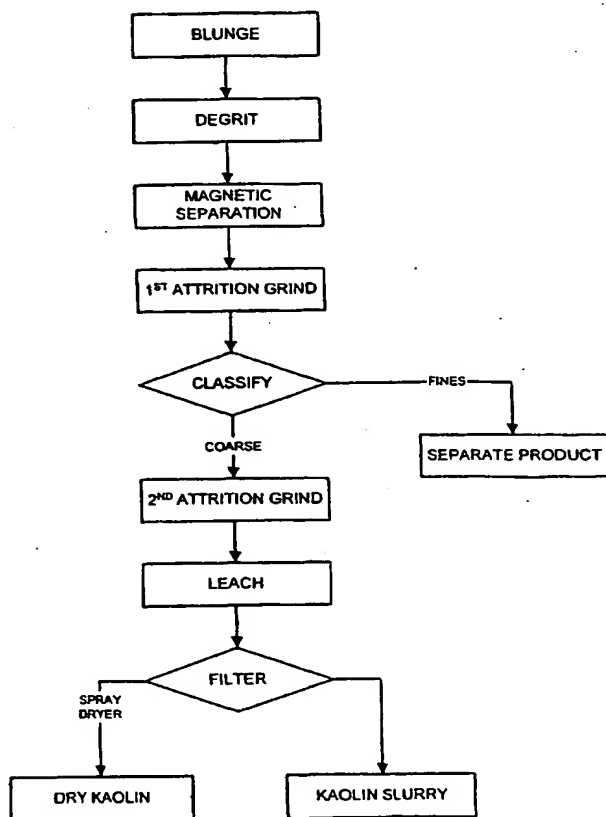 BLUNGE
DEGRIT
MAGNETIC
SEPARATION
1ST ATTRITION GRIND
CLASSIFY
FINES
COARSE
SEPARATE PRODUCT
2ND ATTRITION GRIND
LEACH
FILTER
SPRAY
DRYER
DRY KAOLIN
KAOLIN SLURRY